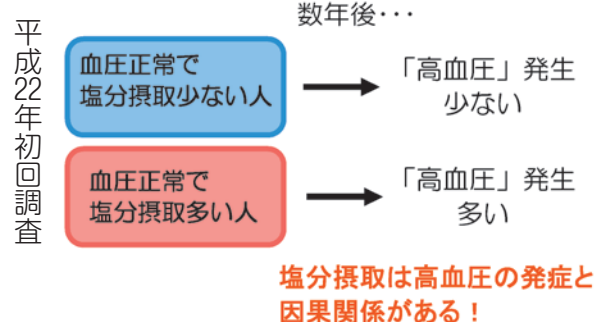 平成22年初回調査
数年後･･･
血圧正常で
塩分摂取少ない人
「高血圧」発生
少ない
血圧正常で
塩分摂取多い人
「高血圧」発生
多い
塩分摂取は高血圧の発症と
因果関係がある！